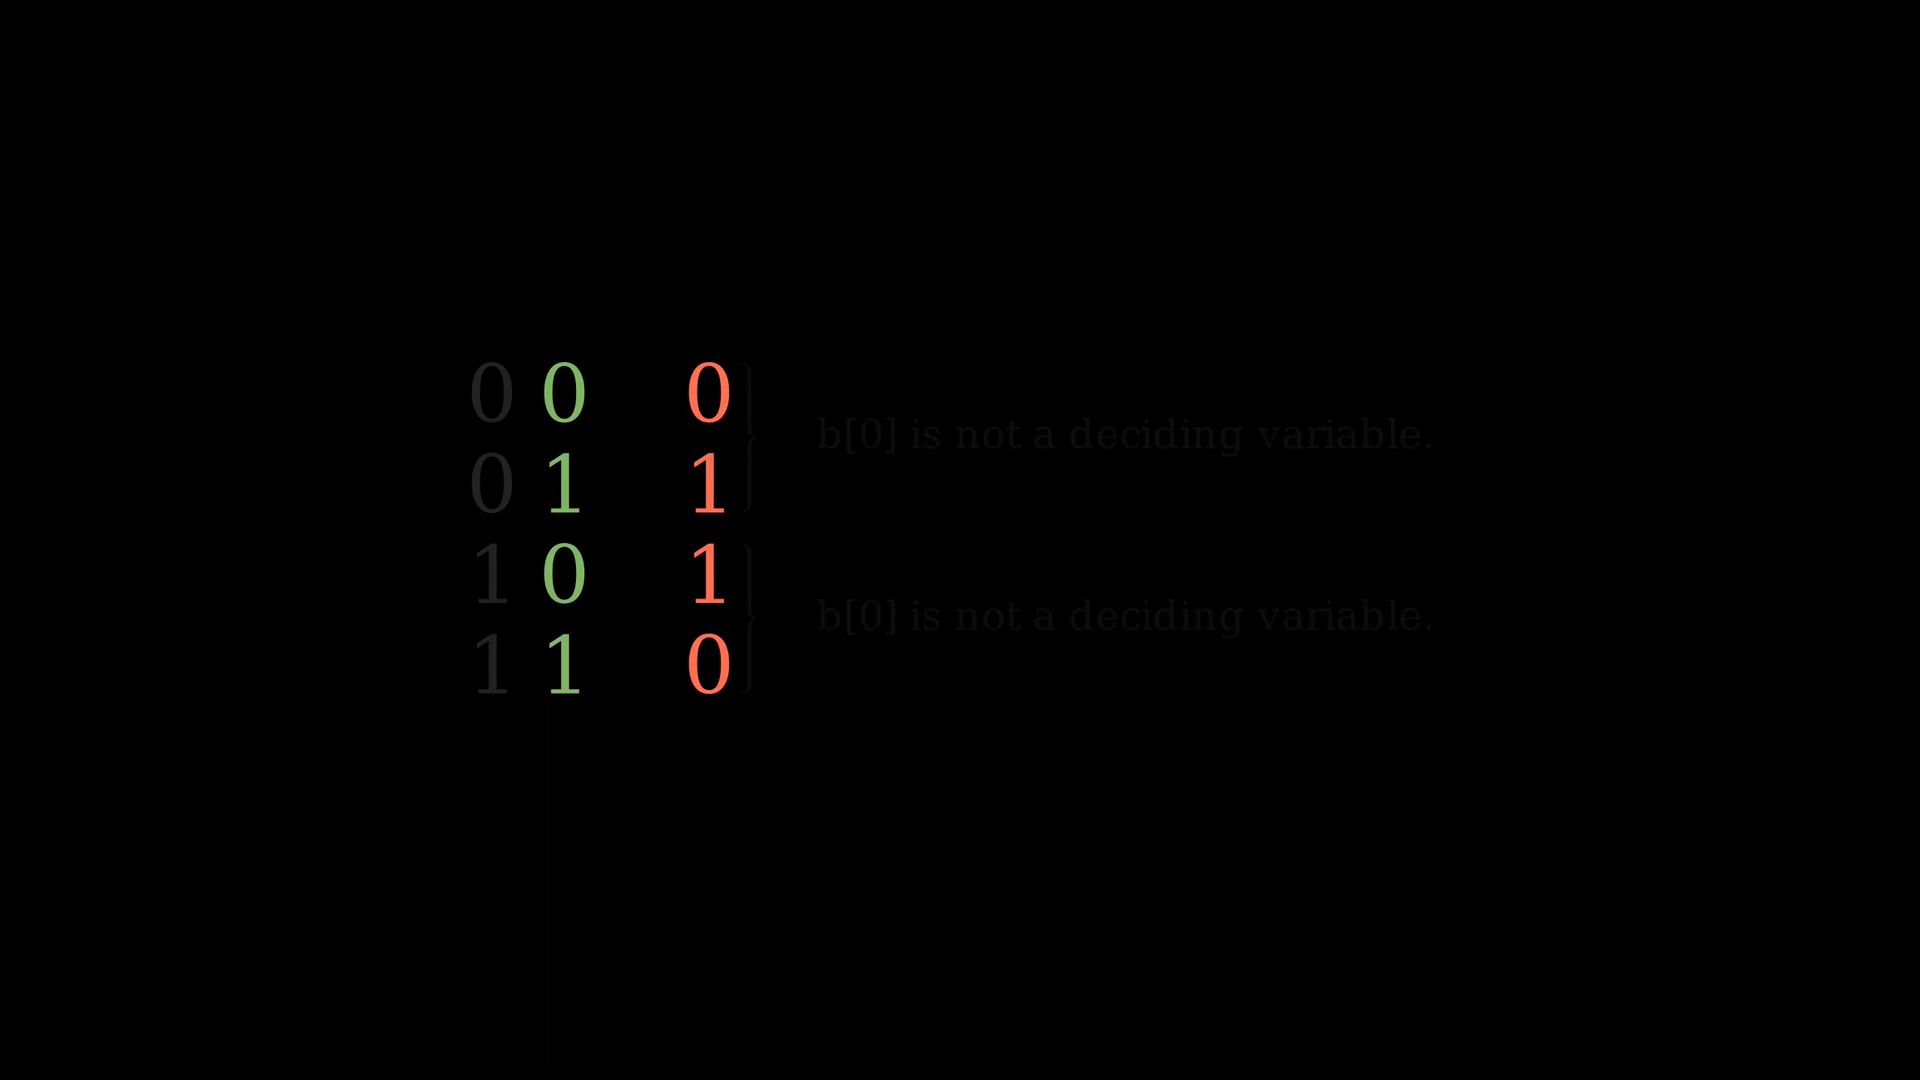 0 0 0
b[0] is not a deciding variable.
0 1 1
1 0 1
b[0] is not a deciding variable.
1 1 0